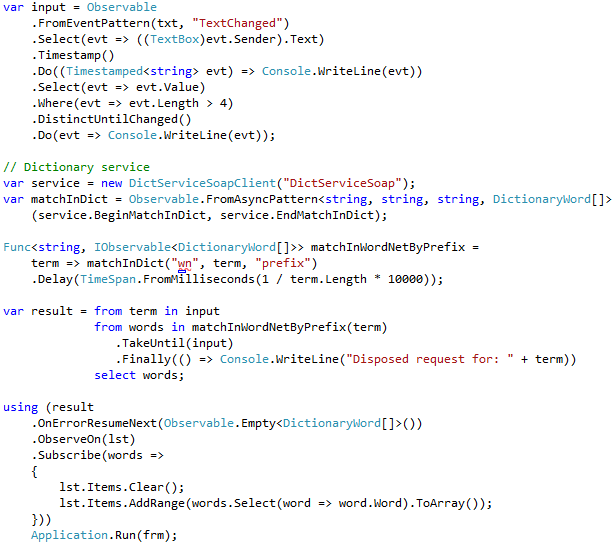 var input = Observable
    .FromEventPattern(txt, "TextChanged")
    .Select(evt => ((TextBox)evt.Sender).Text)
    .Timestamp()
    .Do((Timestamped<string> evt) => Console.WriteLine(evt))
    .Select(evt => evt.Value)
    .Where(evt => evt.Length > 4)
    .DistinctUntilChanged()
    .Do(evt => Console.WriteLine(evt));

// Dictionary service
var service = new DictServiceSoapClient("DictServiceSoap");
var matchInDict = Observable.FromAsyncPattern<string, string, string, DictionaryWord[]>
    (service.BeginMatchInDict, service.EndMatchInDict);

Func<string, IObservable<DictionaryWord[]>> matchInWordNetByPrefix =
    term => matchInDict("wn", term, "prefix")
    .Delay(TimeSpan.FromMilliseconds(1 / term.Length * 10000));

var result = from term in input
             from words in matchInWordNetByPrefix(term)
                .TakeUntil(input)
                .Finally(() => Console.WriteLine("Disposed request for: " + term))
             select words;

using (result
    .OnErrorResumeNext(Observable.Empty<DictionaryWord[]>())
    .ObserveOn(lst)
    .Subscribe(words =>
    {
        lst.Items.Clear();
        lst.Items.AddRange(words.Select(word => word.Word).ToArray());
    }))
    Application.Run(frm);